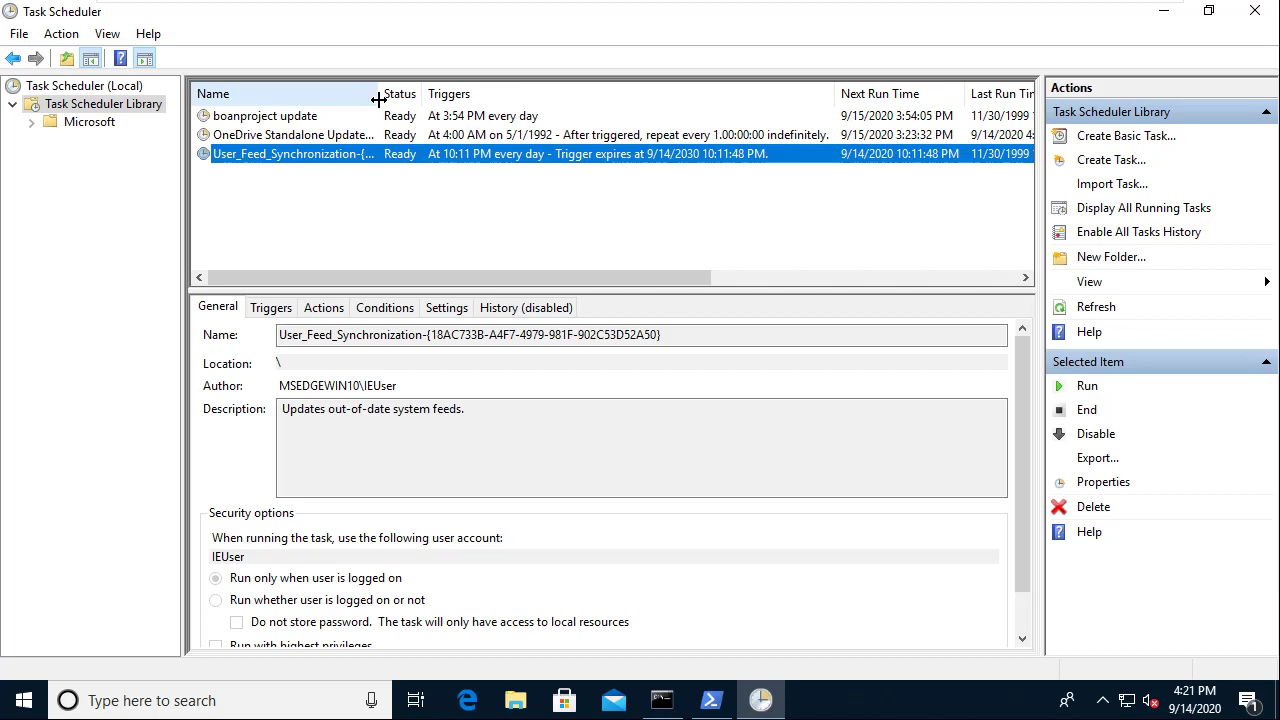 Task Scheduler
File Action View Help
Task Scheduler (Local)
Task Scheduler Library
Microsoft
Name Status Triggers Next Run Time Last Run Tim
boanproject update Ready At 3:54 PM every day 9/15/2020 3:54:05 PM 11/30/1999
OneDrive Standalone Update... Ready At 4:00 AM on 5/1/1992 - After triggered, repeat every 1.00:00:00 indefinitely. 9/15/2020 3:23:32 PM 9/14/2020 4:
User_Feed_Synchronization-{... Ready At 10:11 PM every day - Trigger expires at 9/14/2030 10:11:48 PM. 9/14/2020 10:11:48 PM 11/30/1999
General Triggers Actions Conditions Settings History (disabled)
Name: User_Feed_Synchronization-{18AC733B-A4F7-4979-981F-902C53D52A50}
Location: \
Author: MSEDGEWIN10\IEUser
Description: Updates out-of-date system feeds.
Security options
When running the task, use the following user account:
IEUser
Run only when user is logged on
Run whether user is logged on or not
Do not store password. The task will only have access to local resources
Run with highest privileges
Actions
Task Scheduler Library
Create Basic Task...
Create Task...
Import Task...
Display All Running Tasks
Enable All Tasks History
New Folder...
View
Refresh
Help
Selected Item
Run
End
Disable
Export...
Properties
Delete
Help
Type here to search
4:21 PM
9/14/2020
1